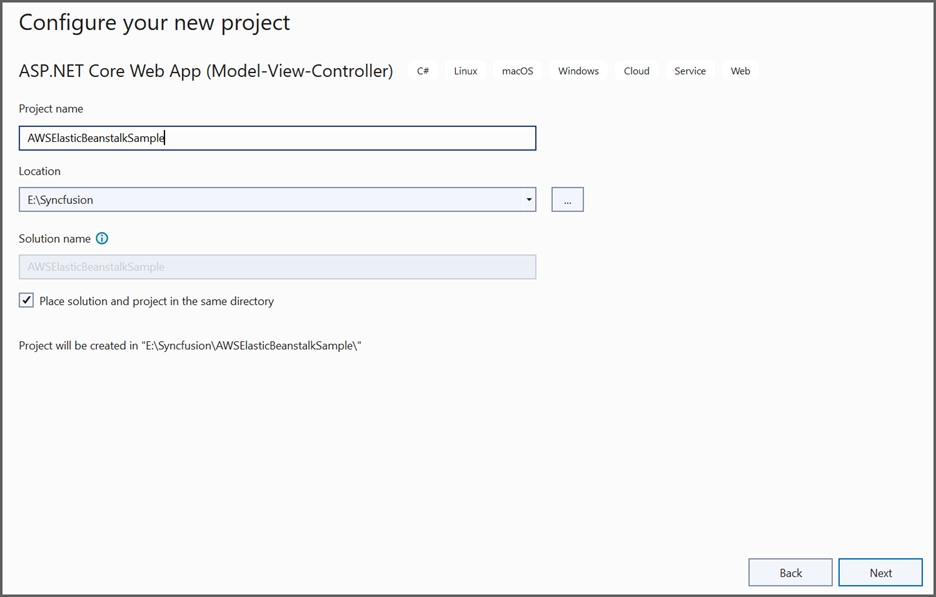 Configure your new project
ASP.NET Core Web App (Model-View-Controller) C# Linux macOS Windows Cloud Service Web
Project name
AWSElasticBeanstalkSample
Location
E:\Syncfusion ...
Solution name
AWSElasticBeanstalkSample
Place solution and project in the same directory
Project will be created in "E:\Syncfusion\AWSElasticBeanstalkSample\"
Back Next